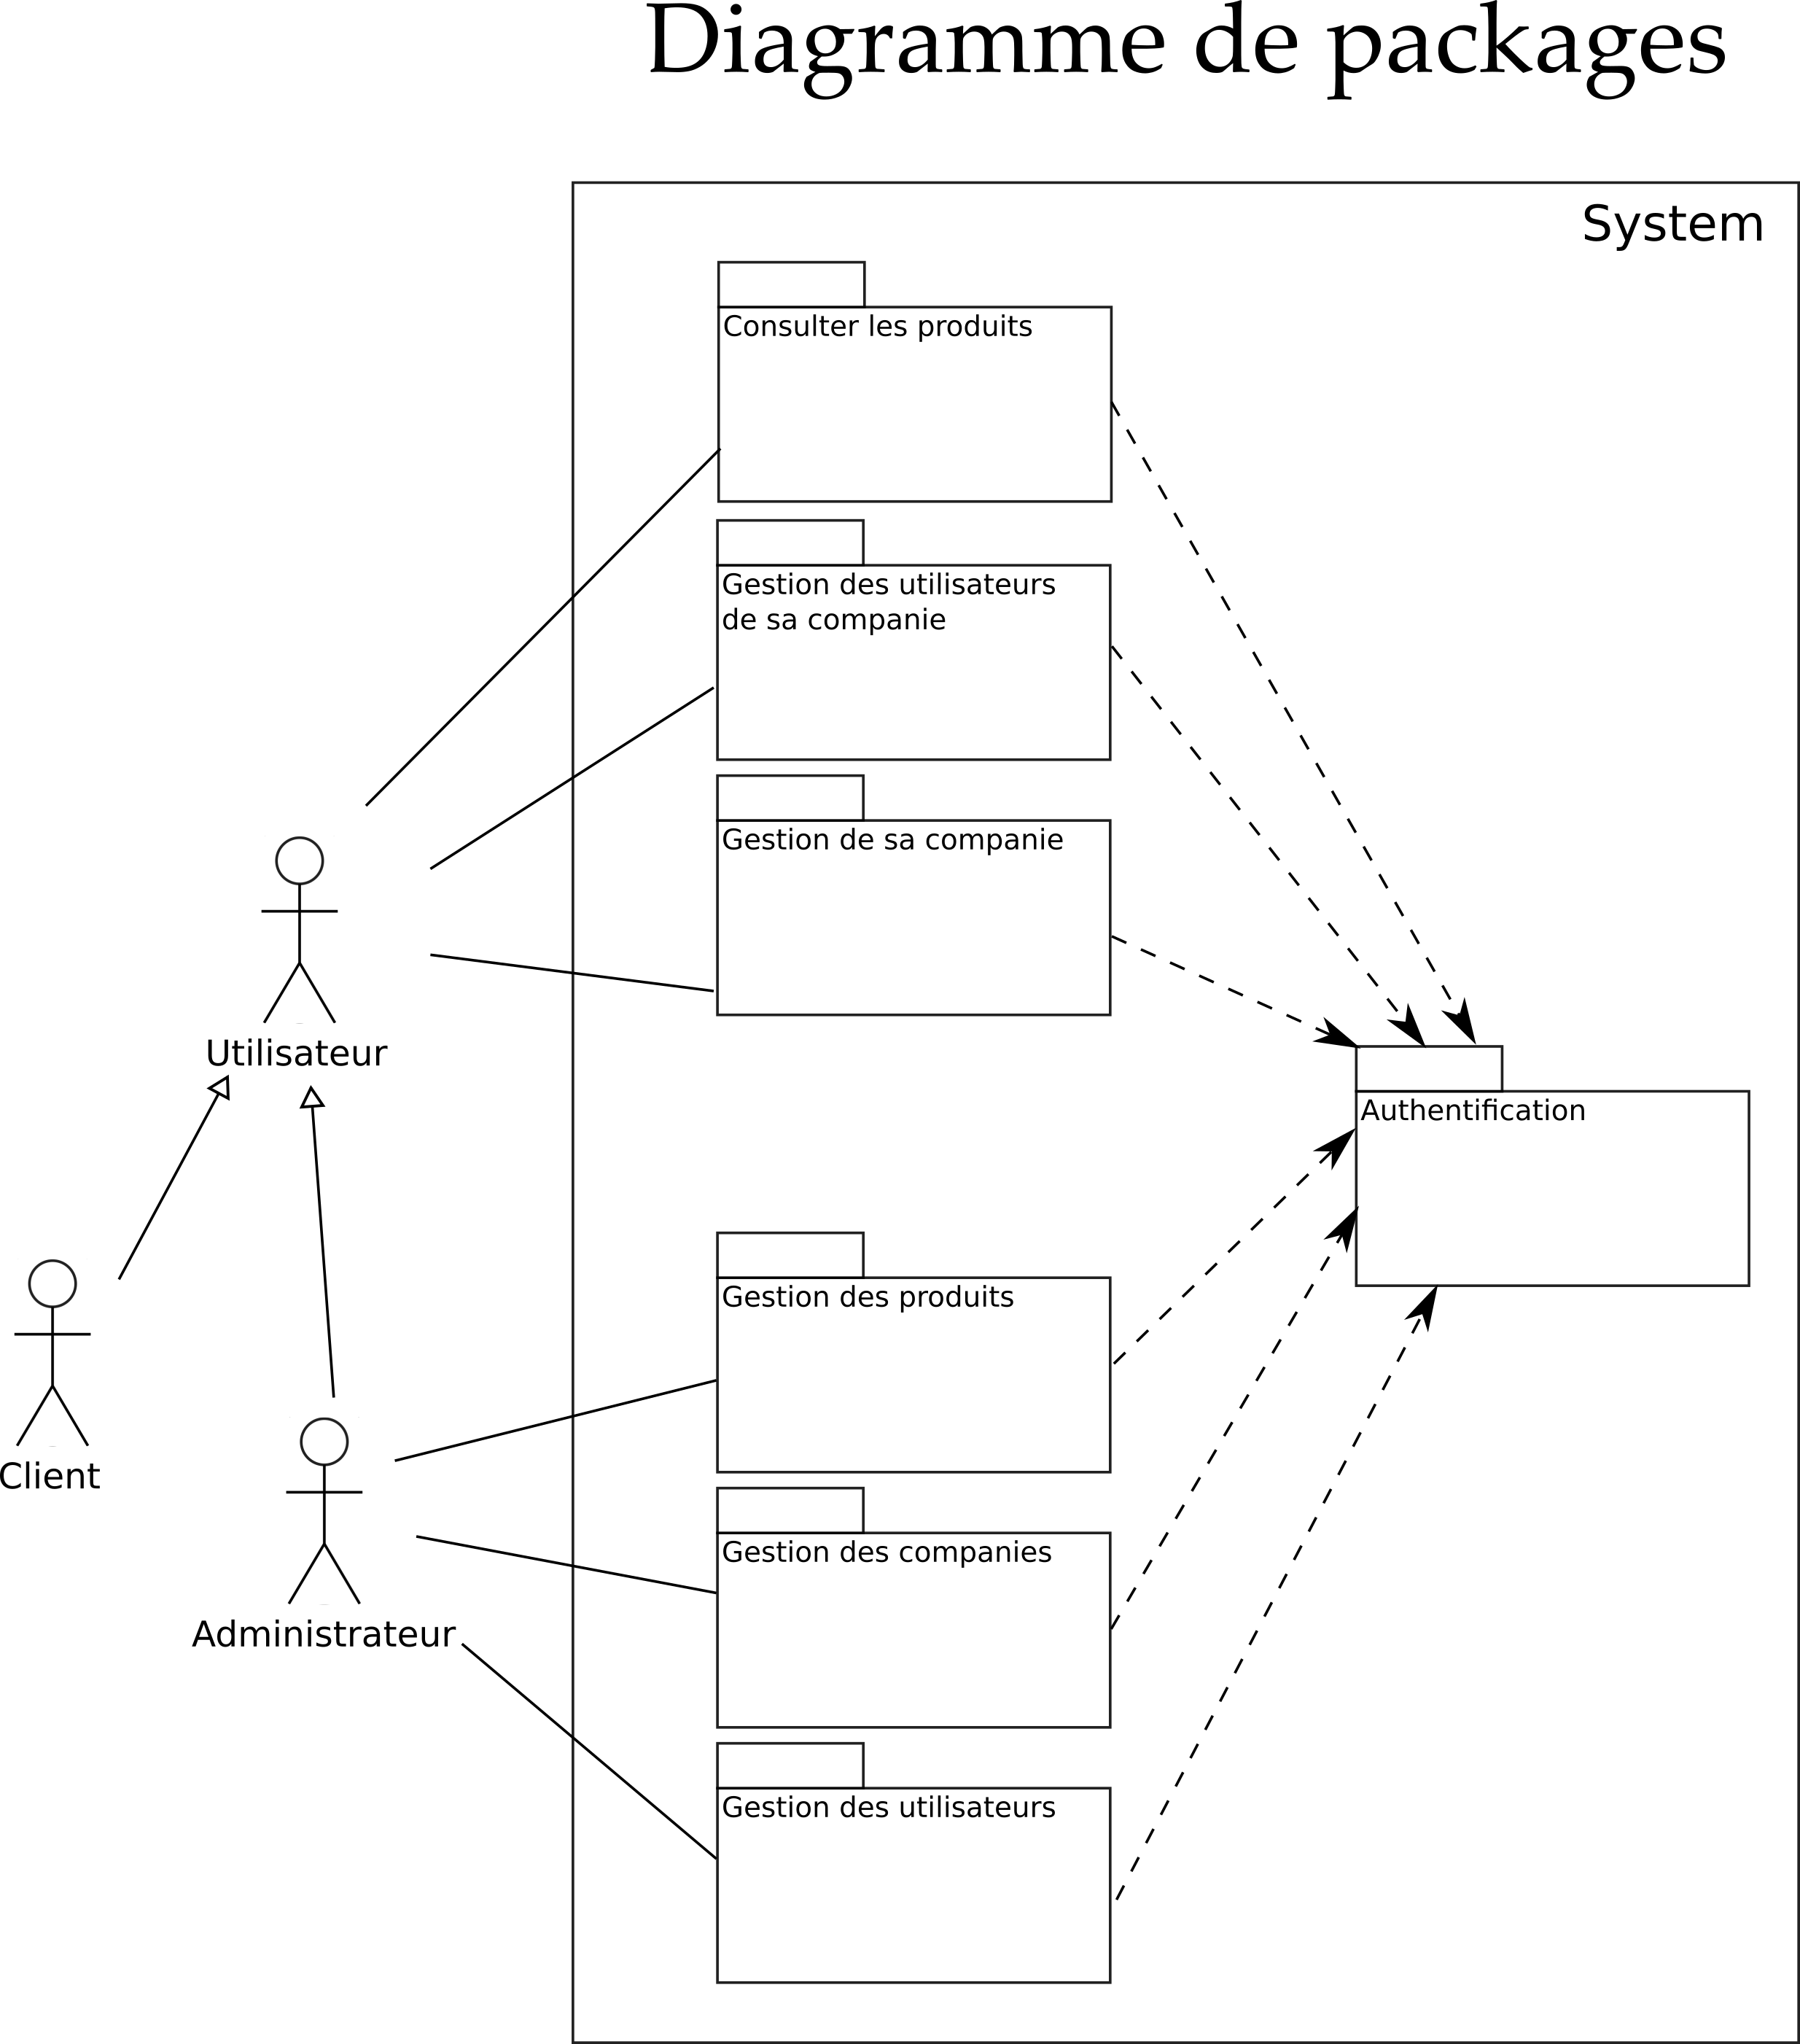 Diagramme de packages
System
Consulter les produits
Gestion des utilisateurs
de sa companie
Gestion de sa companie
Utilisateur
Authentification
Gestion des produits
Client
Gestion des companies
Administrateur
Gestion des utilisateurs